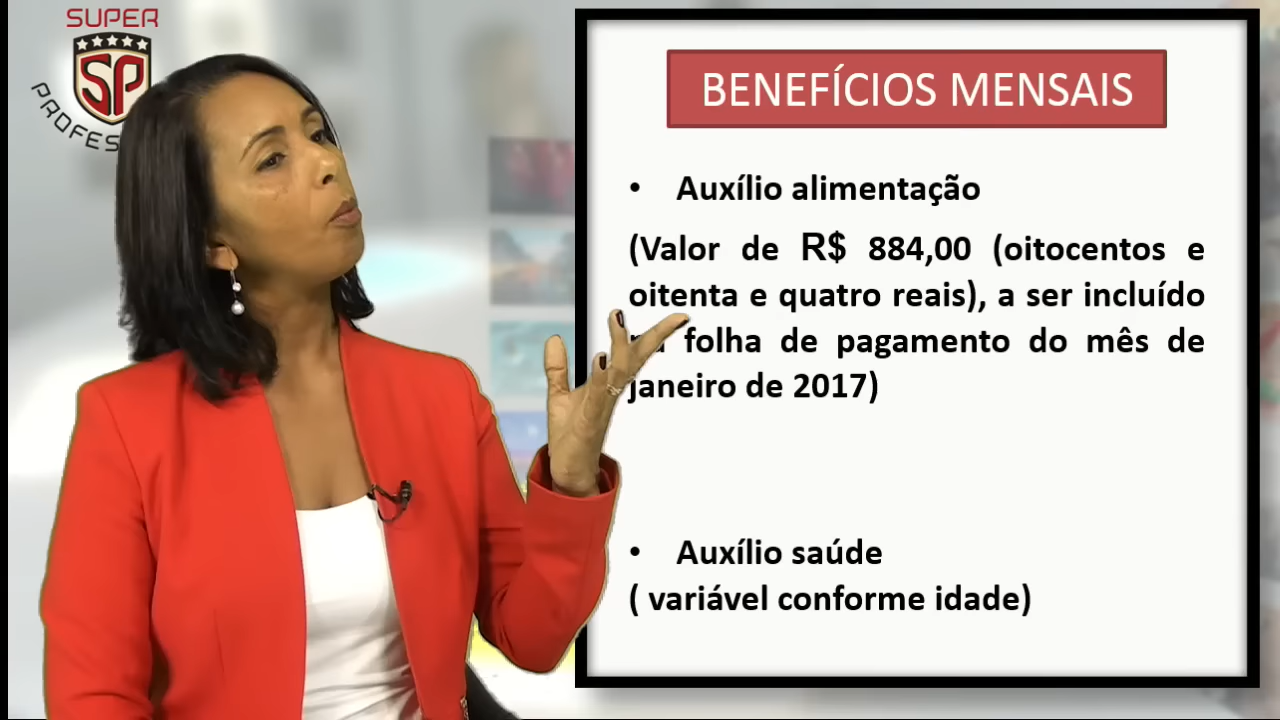 SUPER
SP
PROFES
BENEFÍCIOS MENSAIS
• Auxílio alimentação
(Valor de R$ 884,00 (oitocentos e
oitenta e quatro reais), a ser incluído
folha de pagamento do mês de
janeiro de 2017)
• Auxílio saúde
( variável conforme idade)